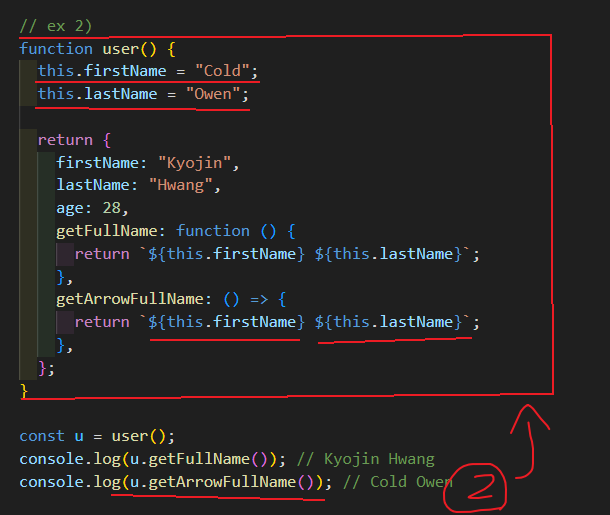 // ex 2)
function user() {
  this.firstName = "Cold";
  this.lastName = "Owen";

  return {
    firstName: "Kyojin",
    lastName: "Hwang",
    age: 28,
    getFullName: function () {
      return `${this.firstName} ${this.lastName}`;
    },
    getArrowFullName: () => {
      return `${this.firstName} ${this.lastName}`;
    },
  };
}

const u = user();
console.log(u.getFullName()); // Kyojin Hwang
console.log(u.getArrowFullName()); // Cold Owen
2